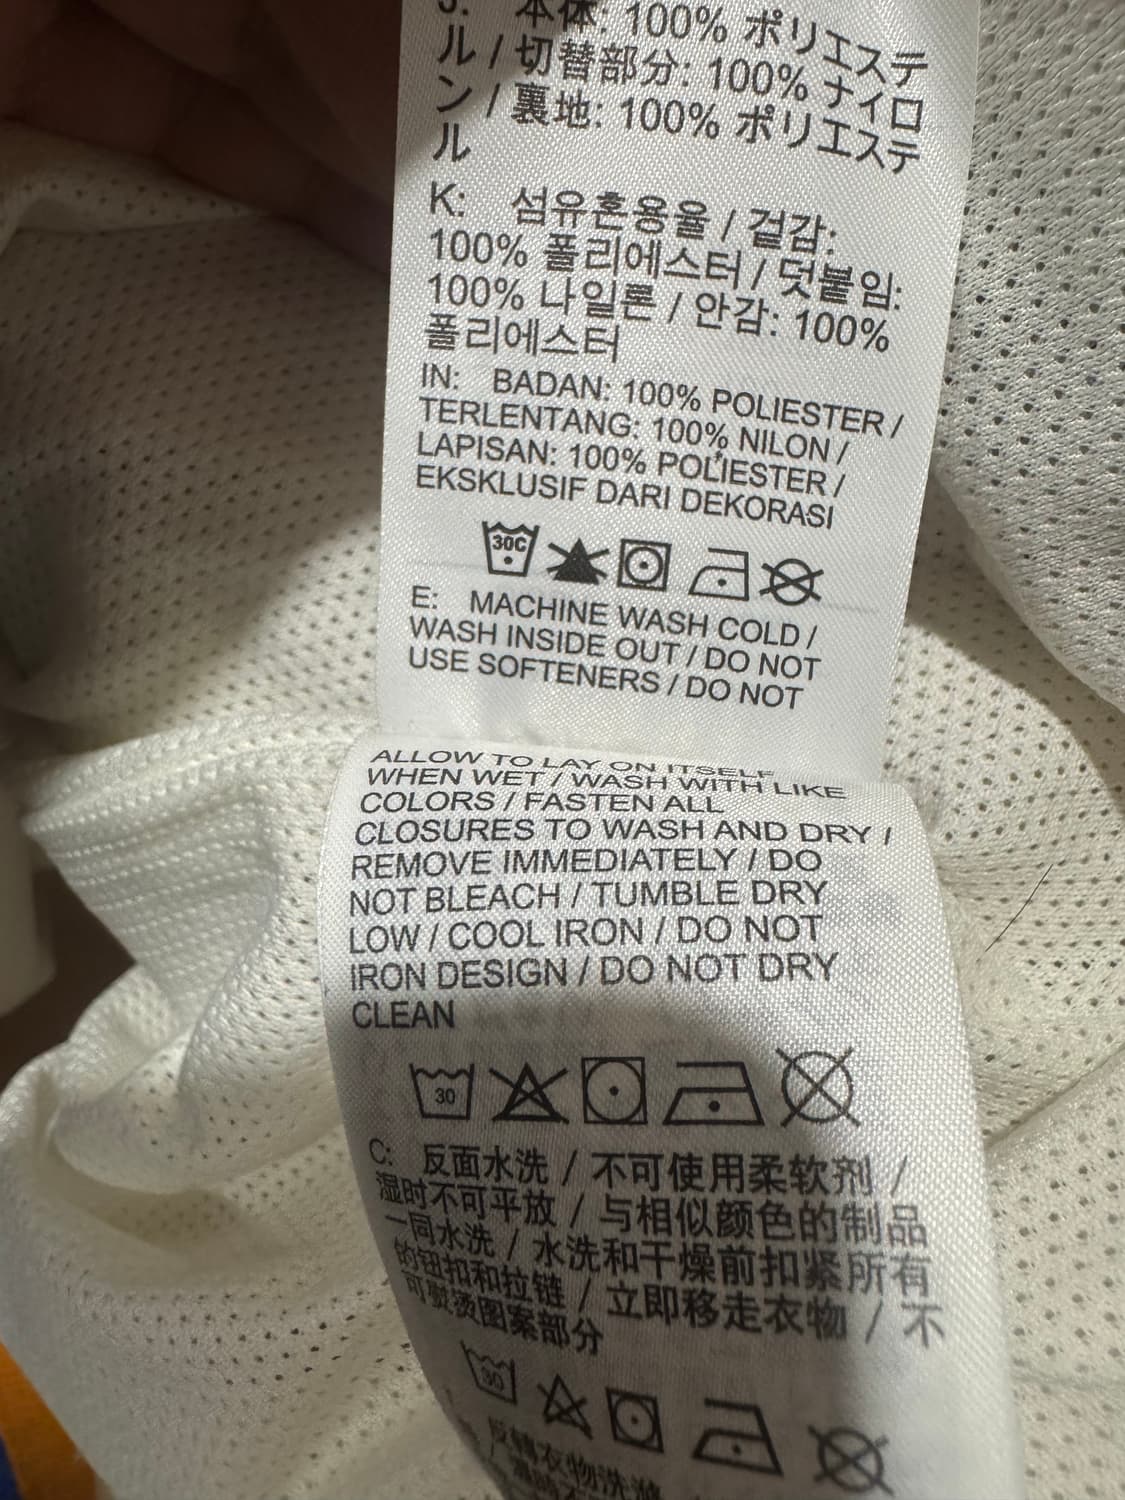 J: 本体: 100% ポリエステ
ル / 切替部分: 100% ナイロ
ン / 裏地: 100% ポリエステ
ル
K: 섬유혼용율 / 겉감:
100% 폴리에스터 / 덧붙임:
100% 나일론 / 안감: 100%
폴리에스터
IN: BADAN: 100% POLIESTER /
TERLENTANG: 100% NILON /
LAPISAN: 100% POLIESTER /
EKSKLUSIF DARI DEKORASI
30C
E: MACHINE WASH COLD /
WASH INSIDE OUT / DO NOT
USE SOFTENERS / DO NOT
ALLOW TO LAY ON ITSELF
WHEN WET / WASH WITH LIKE
COLORS / FASTEN ALL
CLOSURES TO WASH AND DRY /
REMOVE IMMEDIATELY / DO
NOT BLEACH / TUMBLE DRY
LOW / COOL IRON / DO NOT
IRON DESIGN / DO NOT DRY
CLEAN
30
C: 反面水洗 / 不可使用柔软剂 /
湿时不可平放 / 与相似颜色的制品
一同水洗 / 水洗和干燥前扣紧所有
的钮扣和拉链 / 立即移走衣物 / 不
可熨烫图案部分
30
反轉衣物洗滌